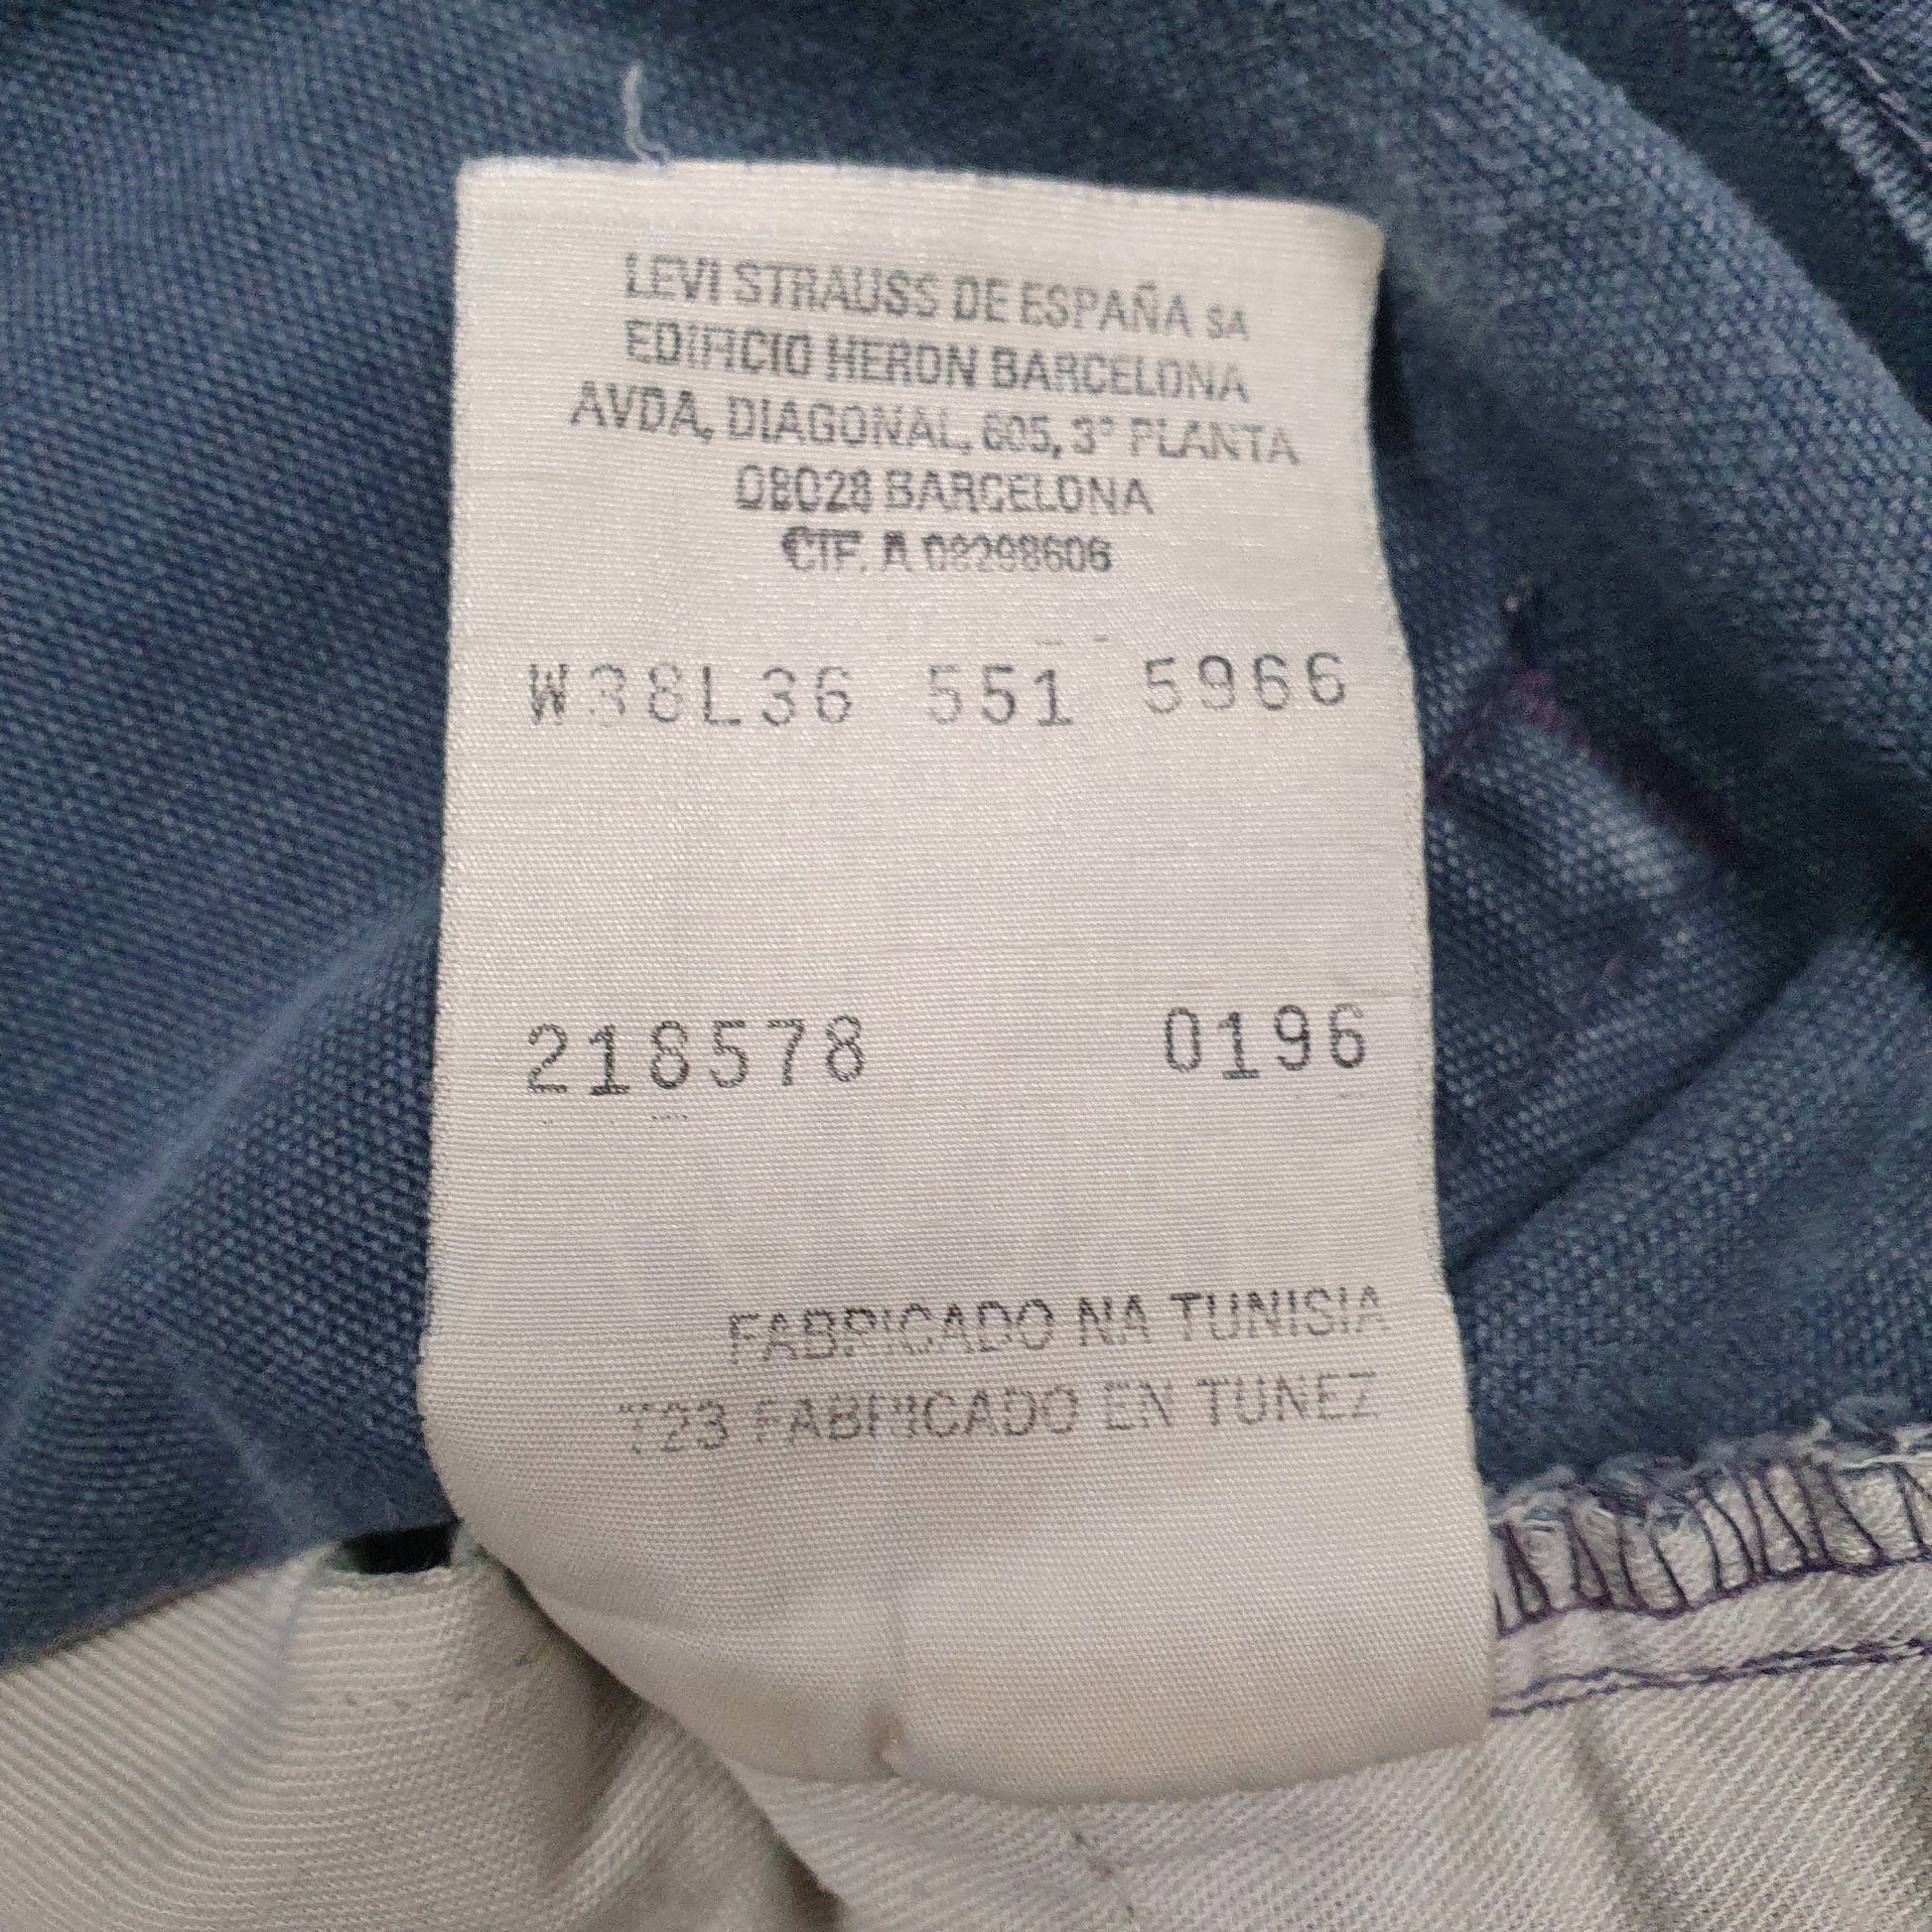 LEVI STRAUSS DE ESPAÑA SA
EDIFICIO HERON BARCELONA
AVDA, DIAGONAL, 605, 3° PLANTA
08028 BARCELONA
CIF. A 08298606
W38L36 551 5966
218578 0196
FABRICADO NA TUNISIA
T23 FABRICADO EN TUNEZ